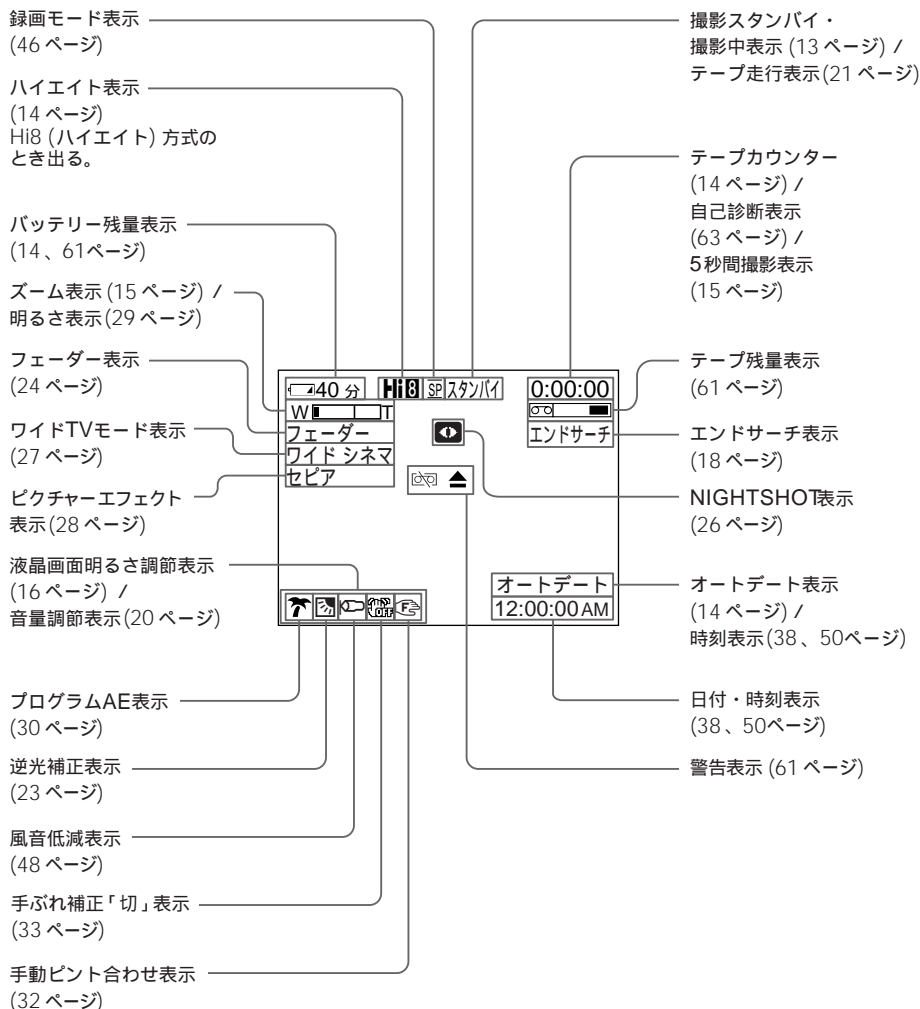 録画モード表示
(46 ページ)
ハイエイト表示
(14 ページ)
Hi8 (ハイエイト) 方式の
とき出る。
バッテリー残量表示
(14、61ページ)
ズーム表示 (15 ページ) /
明るさ表示(29 ページ)
フェーダー表示
(24 ページ)
ワイドTVモード表示
(27 ページ)
ピクチャーエフェクト
表示(28 ページ)
液晶画面明るさ調節表示
(16 ページ) /
音量調節表示(20 ページ)
プログラムAE表示
(30 ページ)
逆光補正表示
(23 ページ)
風音低減表示
(48 ページ)
手ぶれ補正「切」表示
(33 ページ)
手動ピント合わせ表示
(32 ページ)
40 分 Hi8 SP スタンバイ 0:00:00
W T
フェーダー エンドサーチ
ワイド シネマ
セピア
オートデート
OFF F 12:00:00 AM
撮影スタンバイ・
撮影中表示 (13 ページ) /
テープ走行表示(21 ページ)
テープカウンター
(14 ページ) /
自己診断表示
(63 ページ) /
5秒間撮影表示
(15 ページ)
テープ残量表示
(61 ページ)
エンドサーチ表示
(18 ページ)
NIGHTSHOT表示
(26 ページ)
オートデート表示
(14 ページ) /
時刻表示(38、50ページ)
日付・時刻表示
(38、50ページ)
警告表示 (61 ページ)